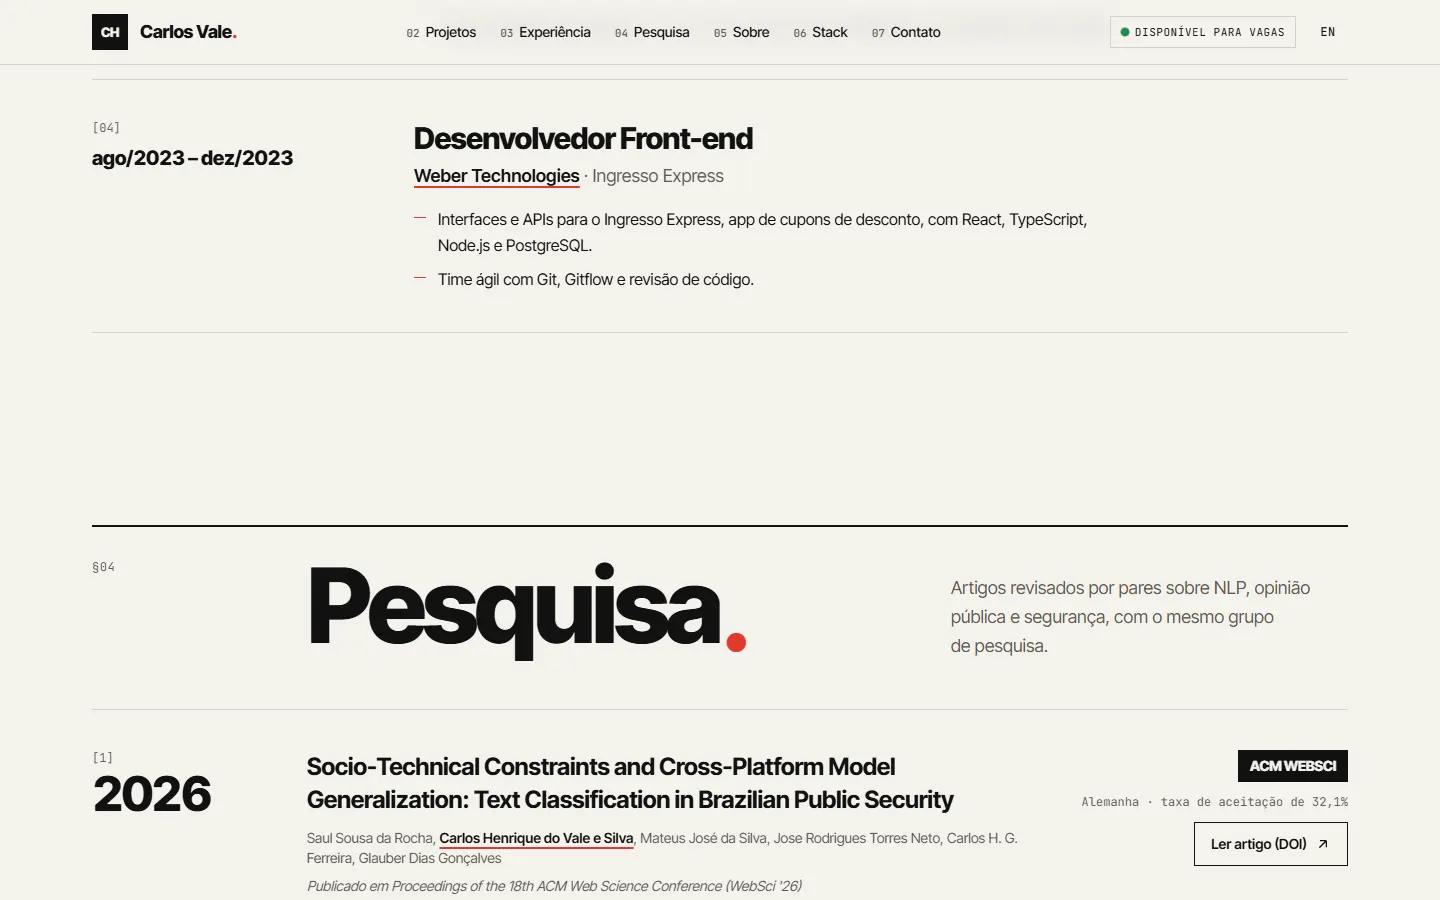 CH Carlos Vale.
02 Projetos 03 Experiência 04 Pesquisa 05 Sobre 06 Stack 07 Contato
DISPONÍVEL PARA VAGAS
EN
[04]
ago/2023 – dez/2023
Desenvolvedor Front-end
Weber Technologies · Ingresso Express
— Interfaces e APIs para o Ingresso Express, app de cupons de desconto, com React, TypeScript,
Node.js e PostgreSQL.
— Time ágil com Git, Gitflow e revisão de código.
§04
Pesquisa.
Artigos revisados por pares sobre NLP, opinião
pública e segurança, com o mesmo grupo
de pesquisa.
[1]
2026
Socio-Technical Constraints and Cross-Platform Model
Generalization: Text Classification in Brazilian Public Security
Saul Sousa da Rocha, Carlos Henrique do Vale e Silva, Mateus José da Silva, Jose Rodrigues Torres Neto, Carlos H. G.
Ferreira, Glauber Dias Gonçalves
Publicado em Proceedings of the 18th ACM Web Science Conference (WebSci '26)
ACM WEBSCI
Alemanha · taxa de aceitação de 32,1%
Ler artigo (DOI) ↗